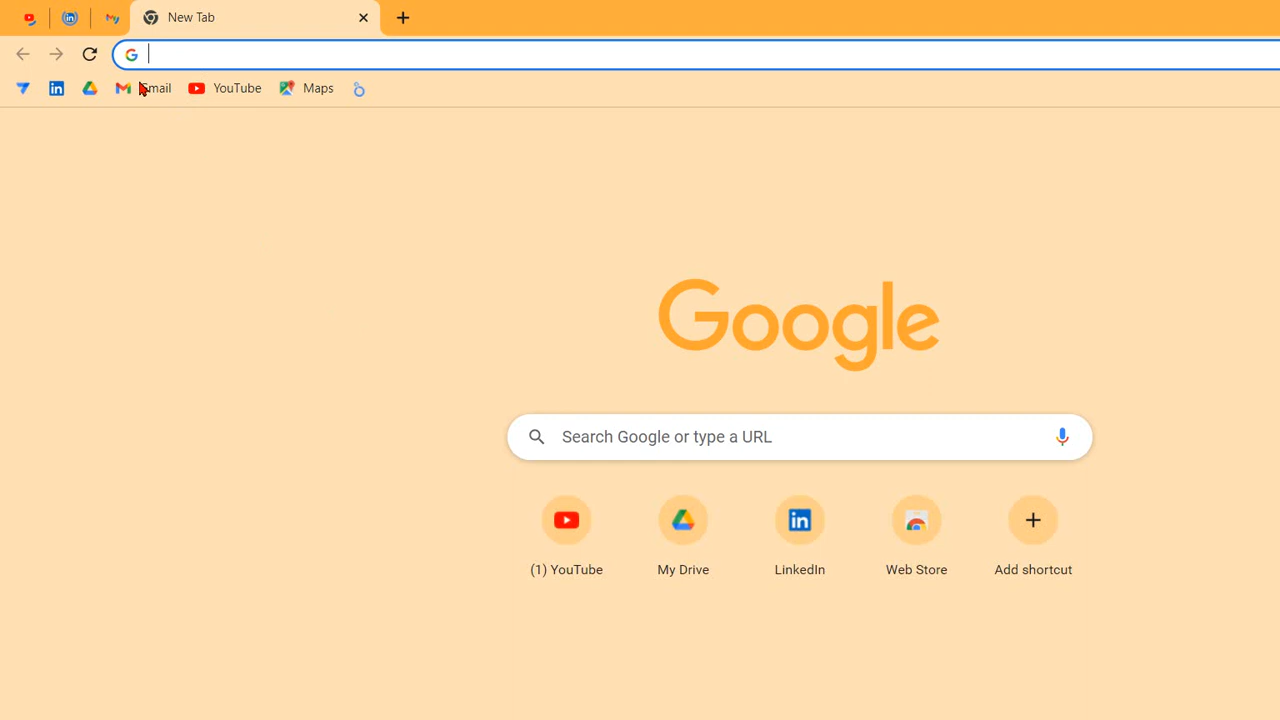 New Tab
Gmail YouTube Maps
Google
Search Google or type a URL
(1) YouTube My Drive LinkedIn Web Store Add shortcut